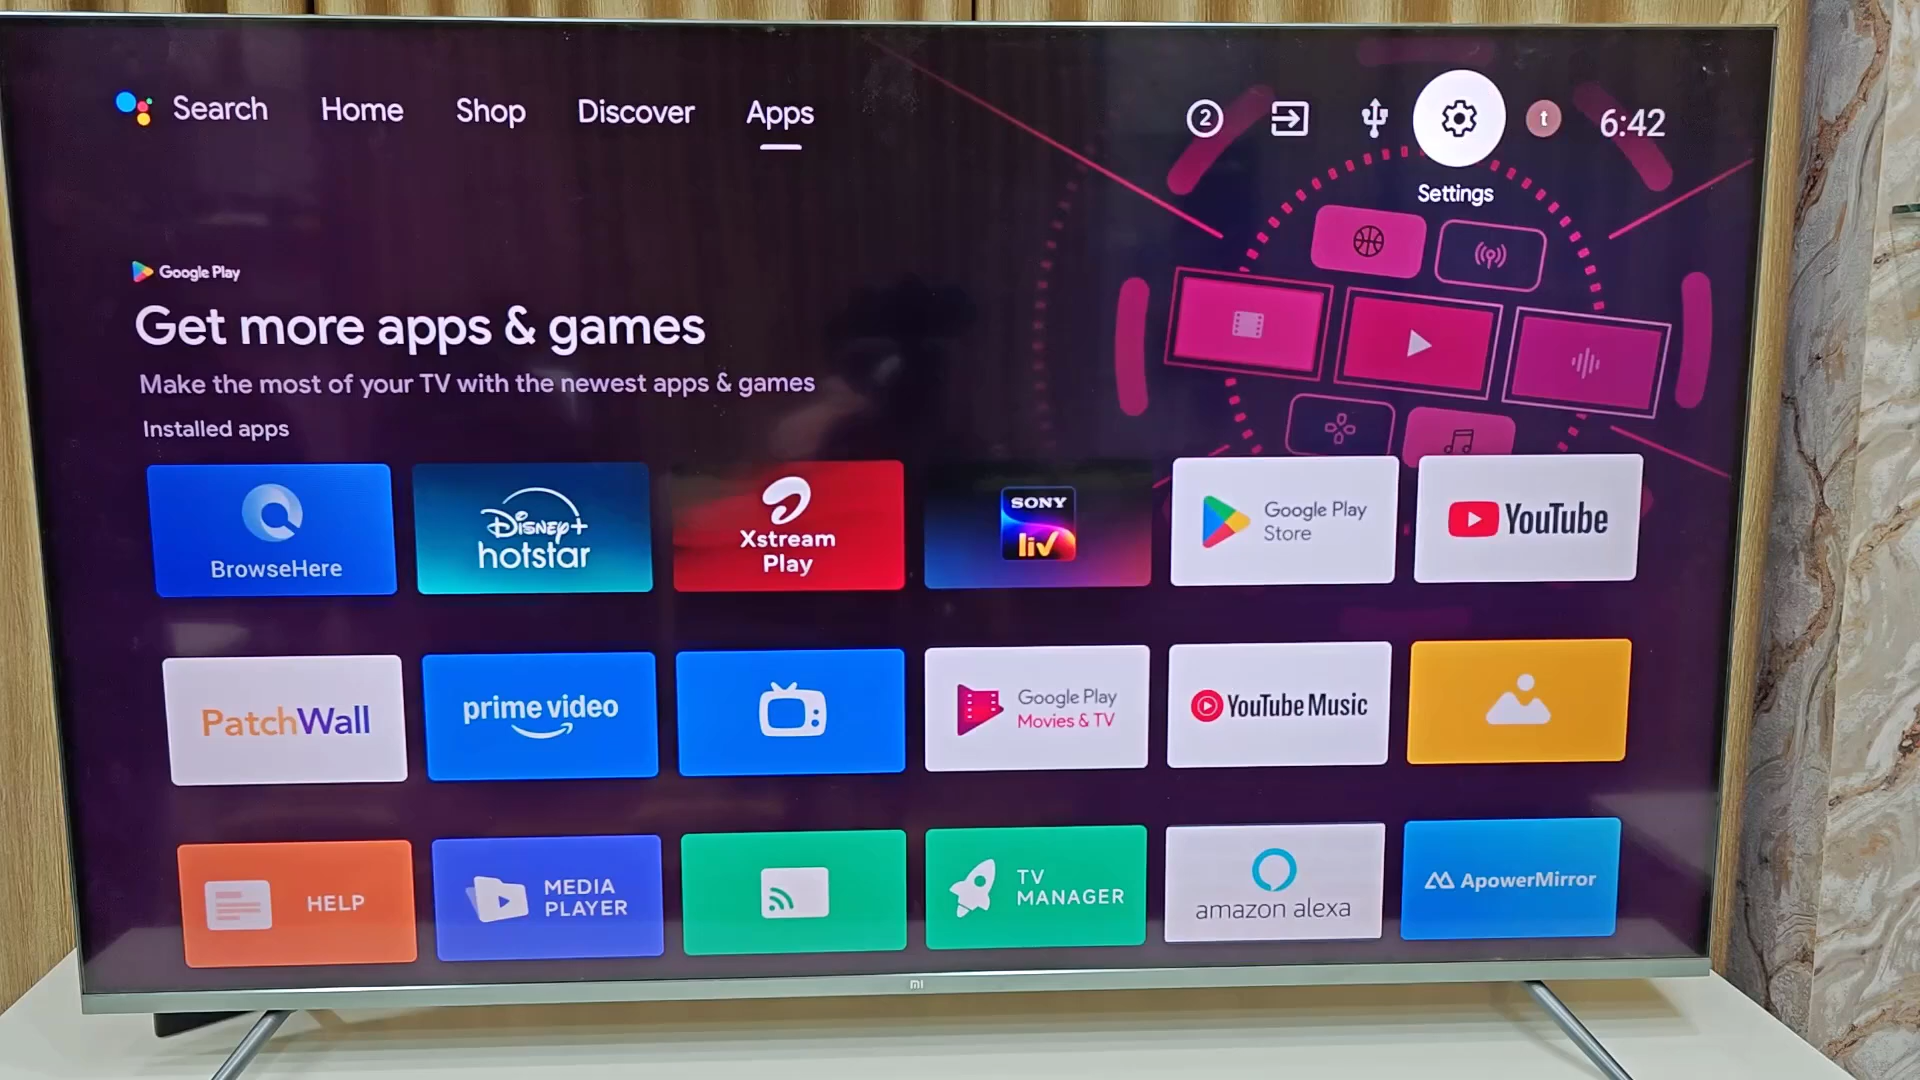 Search Home Shop Discover Apps 2 t 6:42
Settings
Google Play
Get more apps & games
Make the most of your TV with the newest apps & games
Installed apps
BrowseHere
Disney+
hotstar
Xstream
Play
SONY
liv
Google Play
Store
YouTube
PatchWall
prime video
Google Play
Movies & TV
YouTube Music
HELP
MEDIA
PLAYER
TV
MANAGER
amazon alexa
ApowerMirror
mi